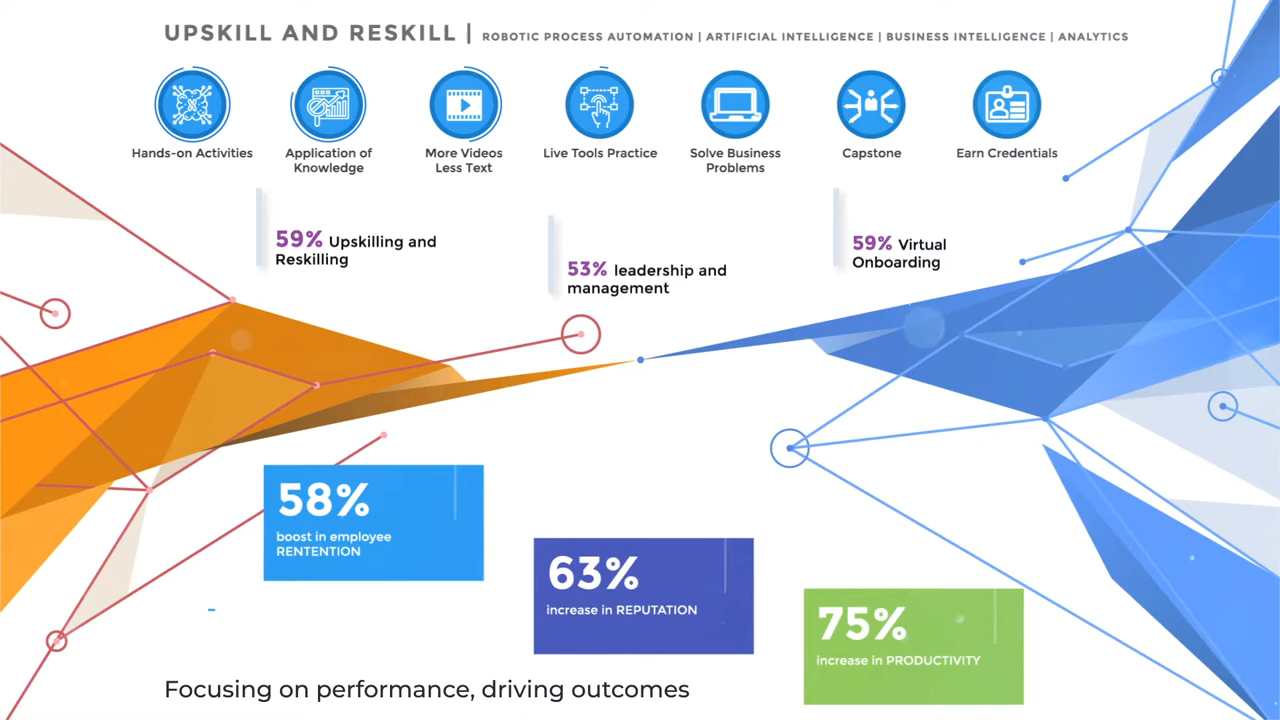 UPSKILL AND RESKILL | ROBOTIC PROCESS AUTOMATION | ARTIFICIAL INTELLIGENCE | BUSINESS INTELLIGENCE | ANALYTICS
Hands-on Activities
Application of
Knowledge
More Videos
Less Text
Live Tools Practice
Solve Business
Problems
Capstone
Earn Credentials
59% Upskilling and
Reskilling
53% leadership and
management
59% Virtual
Onboarding
58%
boost in employee
RENTENTION
63%
increase in REPUTATION
75%
increase in PRODUCTIVITY
Focusing on performance, driving outcomes